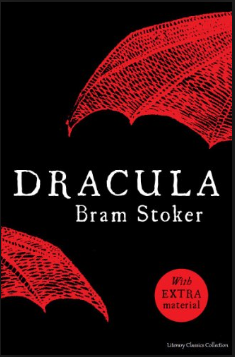 DRACULA
Bram Stoker
With
EXTRA
material
Literary Classics Collection